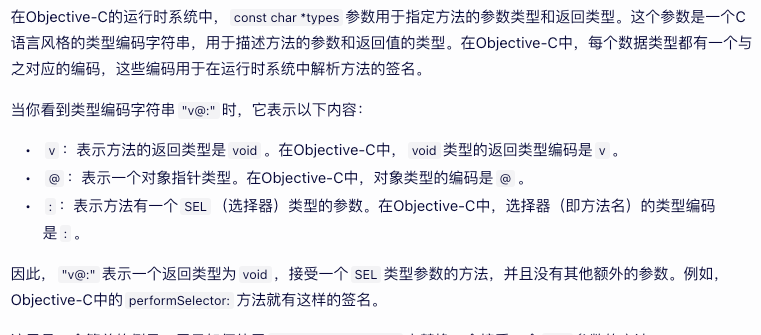 在Objective-C的运行时系统中， const char *types 参数用于指定方法的参数类型和返回类型。这个参数是一个C
语言风格的类型编码字符串，用于描述方法的参数和返回值的类型。在Objective-C中，每个数据类型都有一个与
之对应的编码，这些编码用于在运行时系统中解析方法的签名。
当你看到类型编码字符串 "v@:" 时，它表示以下内容：
• v ：表示方法的返回类型是 void 。在Objective-C中， void 类型的返回类型编码是 v 。
• @ ：表示一个对象指针类型。在Objective-C中，对象类型的编码是 @ 。
• : ：表示方法有一个 SEL （选择器）类型的参数。在Objective-C中，选择器（即方法名）的类型编码
是 : 。
因此， "v@:" 表示一个返回类型为 void ，接受一个 SEL 类型参数的方法，并且没有其他额外的参数。例如，
Objective-C中的 performSelector: 方法就有这样的签名。